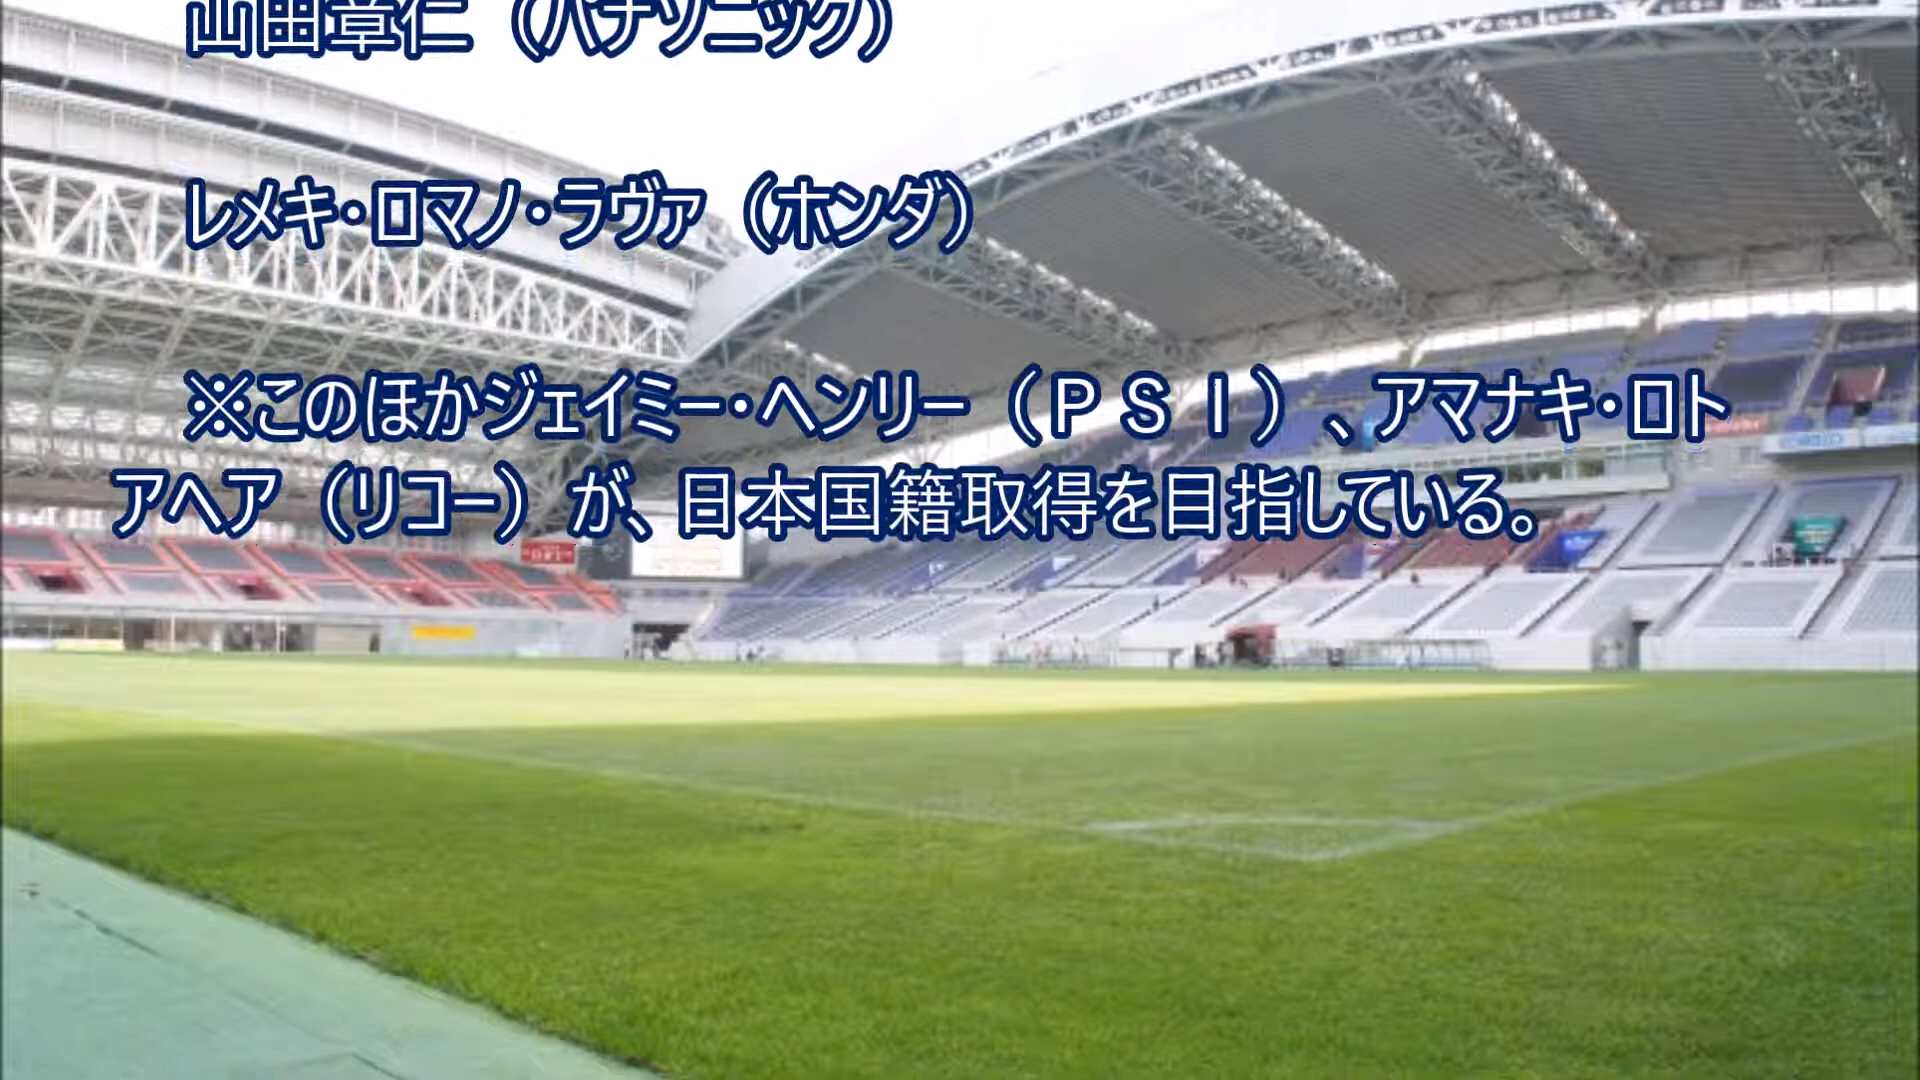 山田章仁（パナソニック）
レメキ・ロマノ・ラヴァ（ホンダ）
※このほかジェイミー・ヘンリー（ＰＳＩ）、アマナキ・ロト
アヘア（リコー）が、日本国籍取得を目指している。